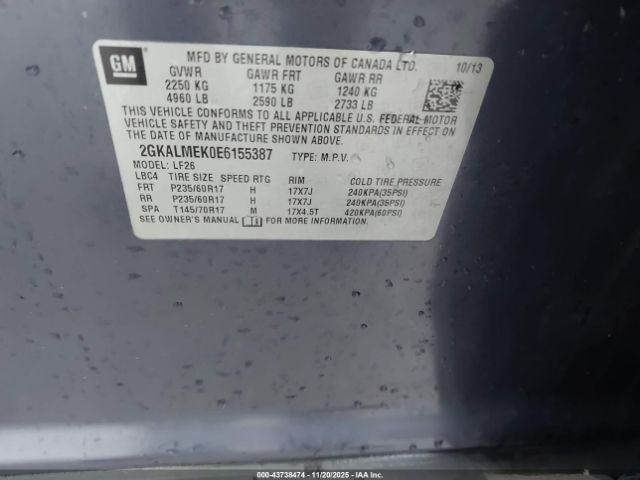 GM
MFD BY GENERAL MOTORS OF CANADA LTD. 10/13
GVWR GAWR FRT GAWR RR
2250 KG 1175 KG 1240 KG
4960 LB 2590 LB 2733 LB
THIS VEHICLE CONFORMS TO ALL APPLICABLE U.S. FEDERAL MOTOR
VEHICLE SAFETY AND THEFT PREVENTION STANDARDS IN EFFECT ON THE
DATE OF MANUFACTURE SHOWN ABOVE.
2GKALMEK0E6155387 TYPE: M.P.V.
MODEL: LF26
LBC4 TIRE SIZE SPEED RTG RIM COLD TIRE PRESSURE
FRT P235/60R17 H 17X7J 240KPA(35PSI)
RR P235/60R17 H 17X7J 240KPA(35PSI)
SPA T145/70R17 M 17X4.5T 420KPA(60PSI)
SEE OWNER'S MANUAL FOR MORE INFORMATION.
000-43738474 — 11/20/2025 — IAAI.COM